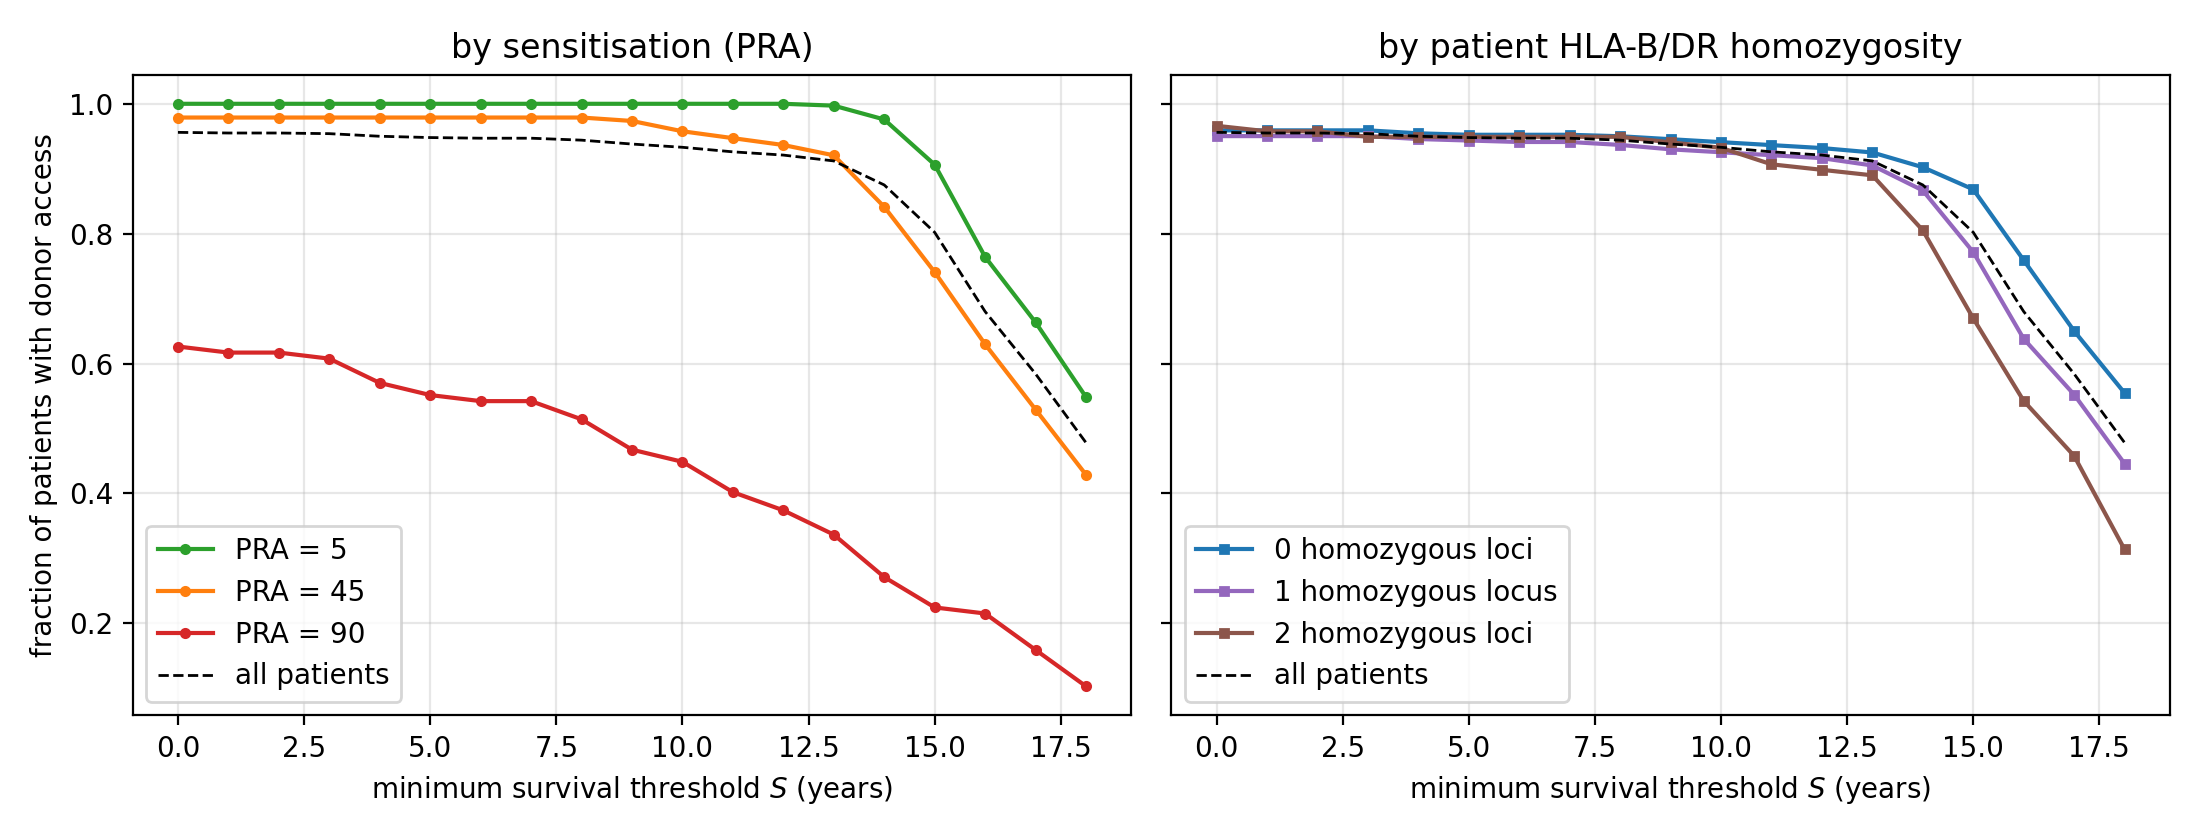 by sensitisation (PRA)
fraction of patients with donor access
1.0
0.8
0.6
0.4
0.2
PRA = 5
PRA = 45
PRA = 90
all patients
0.0 2.5 5.0 7.5 10.0 12.5 15.0 17.5
minimum survival threshold S (years)
by patient HLA-B/DR homozygosity
0 homozygous loci
1 homozygous locus
2 homozygous loci
all patients
0.0 2.5 5.0 7.5 10.0 12.5 15.0 17.5
minimum survival threshold S (years)